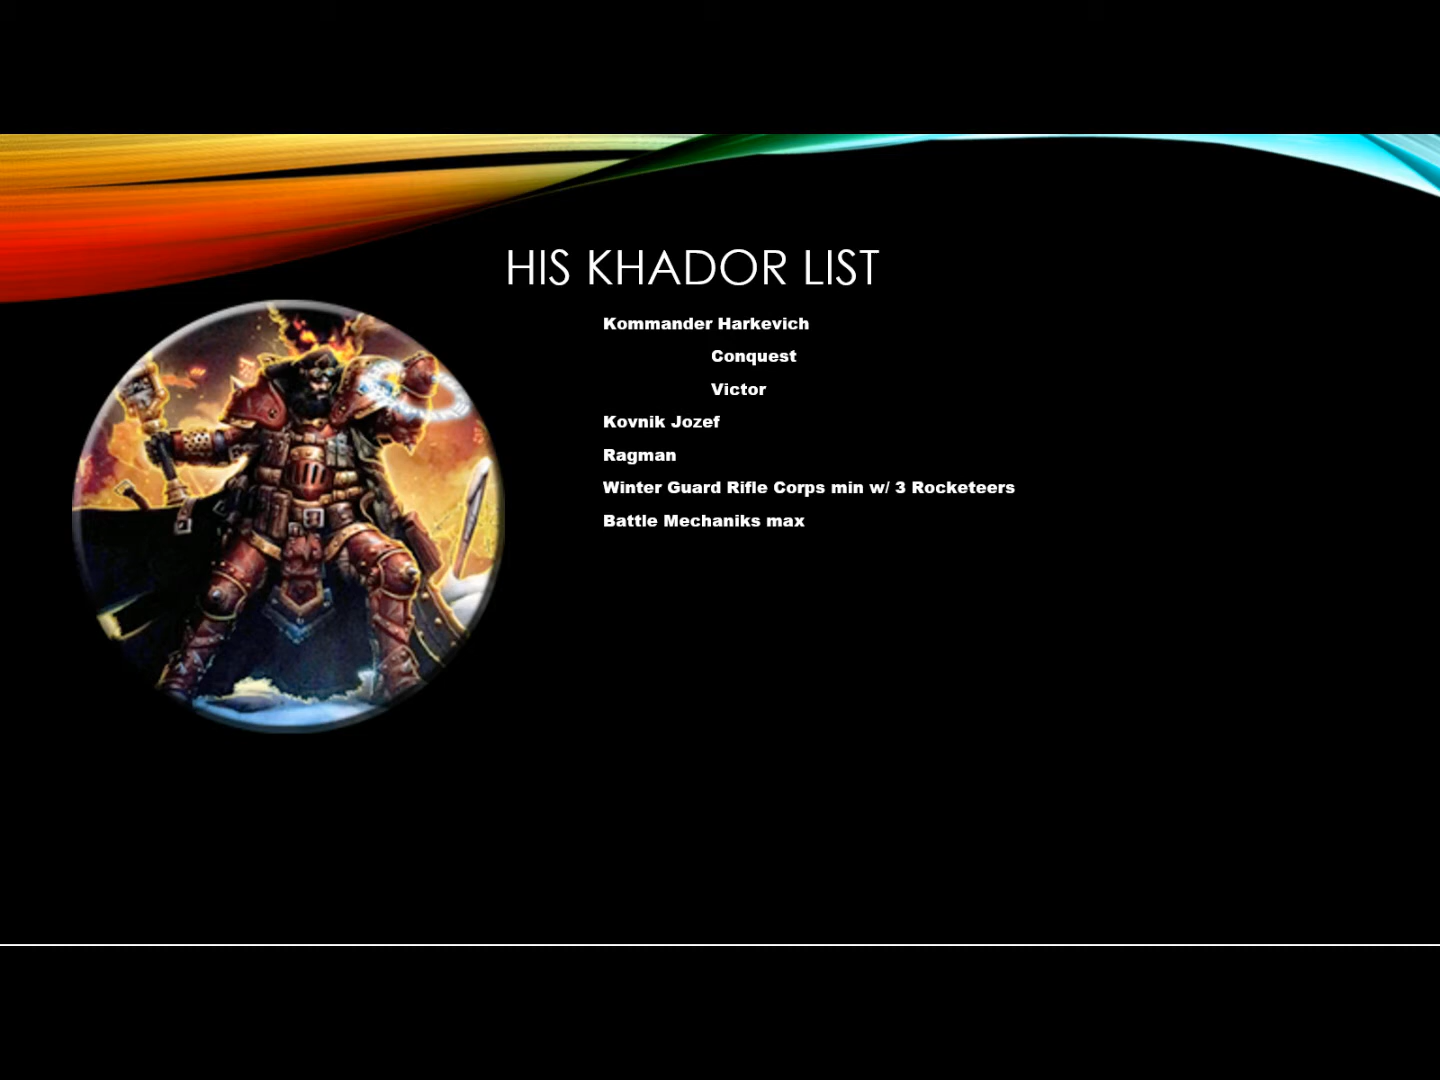 HIS KHADOR LIST
Kommander Harkevich
Conquest
Victor
Kovnik Jozef
Ragman
Winter Guard Rifle Corps min w/ 3 Rocketeers
Battle Mechaniks max